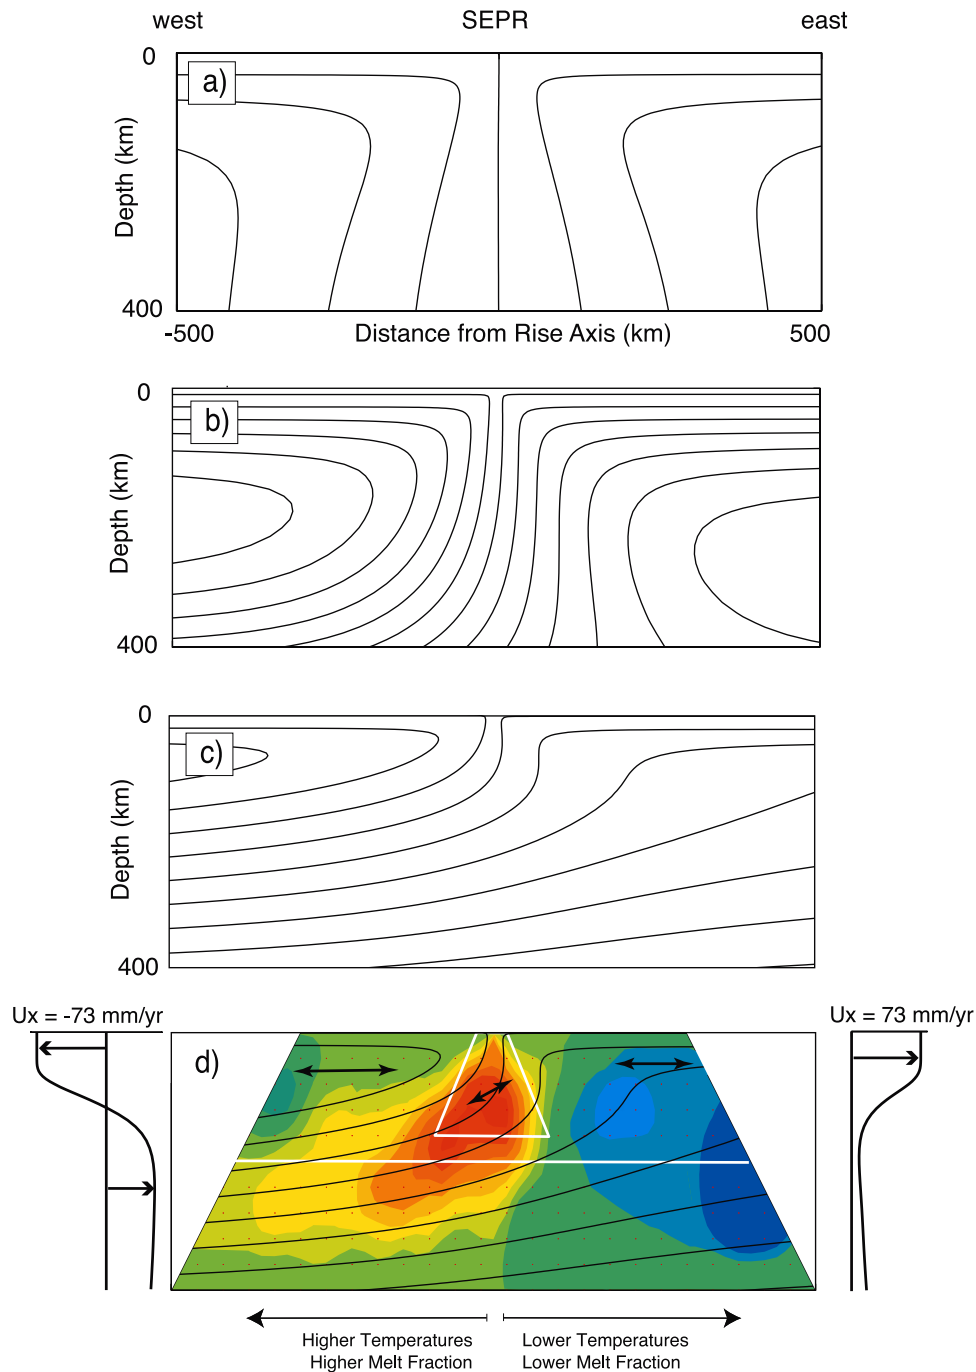 west SEPR east
0
a)
Depth (km)
400
-500 Distance from Rise Axis (km) 500
0
b)
Depth (km)
400
0
c)
Depth (km)
400
Ux = -73 mm/yr Ux = 73 mm/yr
d)
Higher Temperatures Lower Temperatures
Higher Melt Fraction Lower Melt Fraction